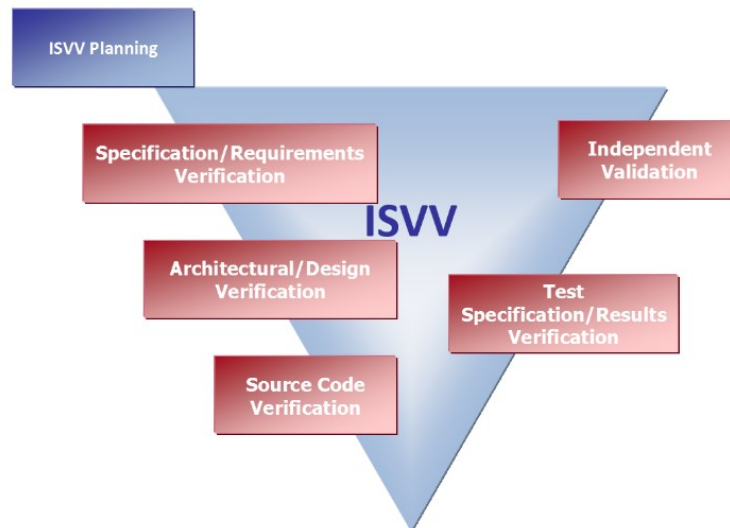 ISVV Planning
Specification/Requirements
Verification
Independent
Validation
ISVV
Architectural/Design
Verification
Test
Specification/Results
Verification
Source Code
Verification